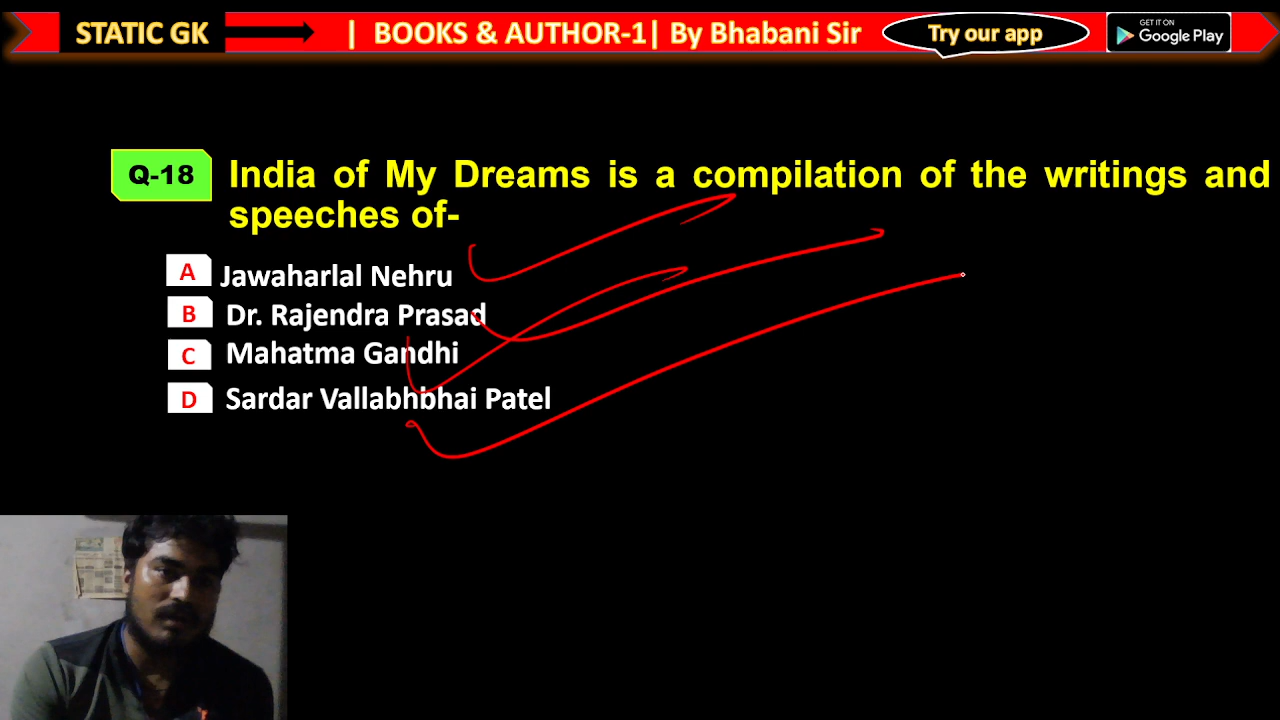 STATIC GK | BOOKS & AUTHOR-1| By Bhabani Sir Try our app GET IT ON Google Play
Q-18 India of My Dreams is a compilation of the writings and
speeches of-
A Jawaharlal Nehru
B Dr. Rajendra Prasad
C Mahatma Gandhi
D Sardar Vallabhbhai Patel